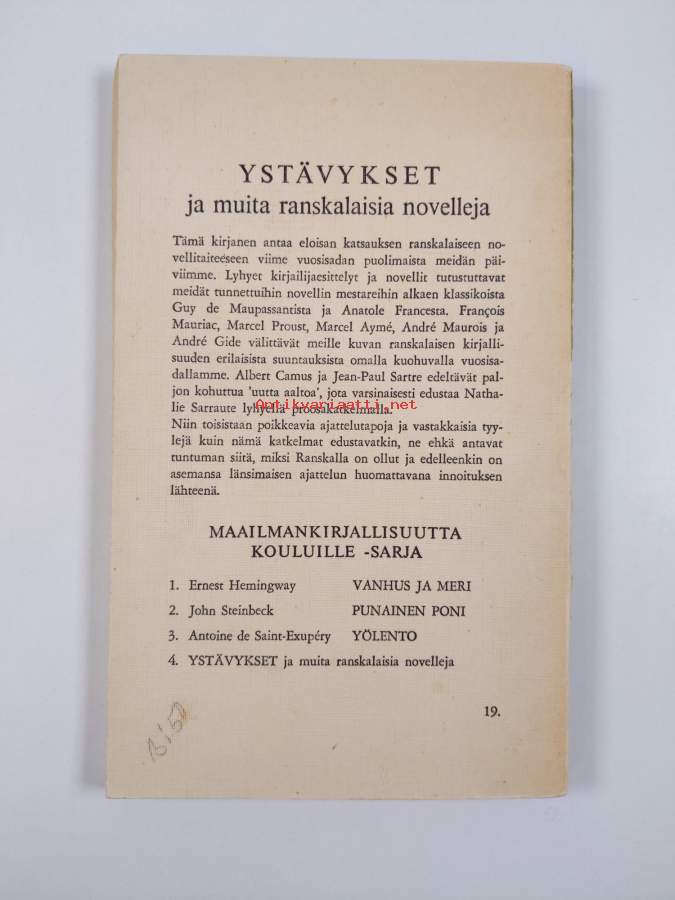 YSTÄVYKSET
ja muita ranskalaisia novelleja
Tämä kirjanen antaa eloisan katsauksen ranskalaiseen no-
vellitaiteeseen viime vuosisadan puolimaista meidän päi-
viimme. Lyhyet kirjailijaesittelyt ja novellit tutustuttavat
meidät tunnettuihin novellin mestareihin alkaen klassikoista
Guy de Maupassantista ja Anatole Francesta. François
Mauriac, Marcel Proust, Marcel Aymé, André Maurois ja
André Gide välittävät meille kuvan ranskalaisen kirjalli-
suuden erilaisista suuntauksista omalla kuohuvalla vuosisa-
dallamme. Albert Camus ja Jean-Paul Sartre edeltävät pal-
jon kohuttua 'uutta aaltoa', jota varsinaisesti edustaa Natha-
Antikvariaatti.net
lie Sarraute lyhyellä proosakatkelmalla.
Niin toisistaan poikkeavia ajattelutapoja ja vastakkaisia tyy-
lejä kuin nämä katkelmat edustavatkin, ne ehkä antavat
tuntuman siitä, miksi Ranskalla on ollut ja edelleenkin on
asemansa länsimaisen ajattelun huomattavana innoituksen
lähteenä.
MAAILMANKIRJALLISUUTTA
KOULUILLE -SARJA
1. Ernest Hemingway VANHUS JA MERI
2. John Steinbeck PUNAINEN PONI
3. Antoine de Saint-Exupéry YÖLENTO
4. YSTÄVYKSET ja muita ranskalaisia novelleja
19.